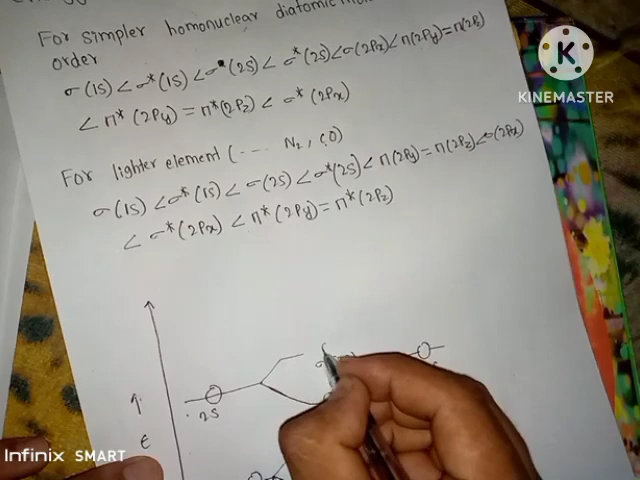 For simpler homonuclear diatomic
order
σ(1S) < σ*(1S) < σ*(2S) < σ*(2S) < σ(2Px) < π(2Py) = π(2Pz)
< π*(2Py) = π*(2Pz) < σ*(2Px)
For lighter element (---- N2, CO)
σ(1S) < σ*(1S) < σ(2S) < σ*(2S) < π(2Py) = π(2Pz) < σ(2Px)
< σ*(2Px) < π*(2Py) = π*(2Pz)
2S
E
KINEMASTER
Infinix SMART